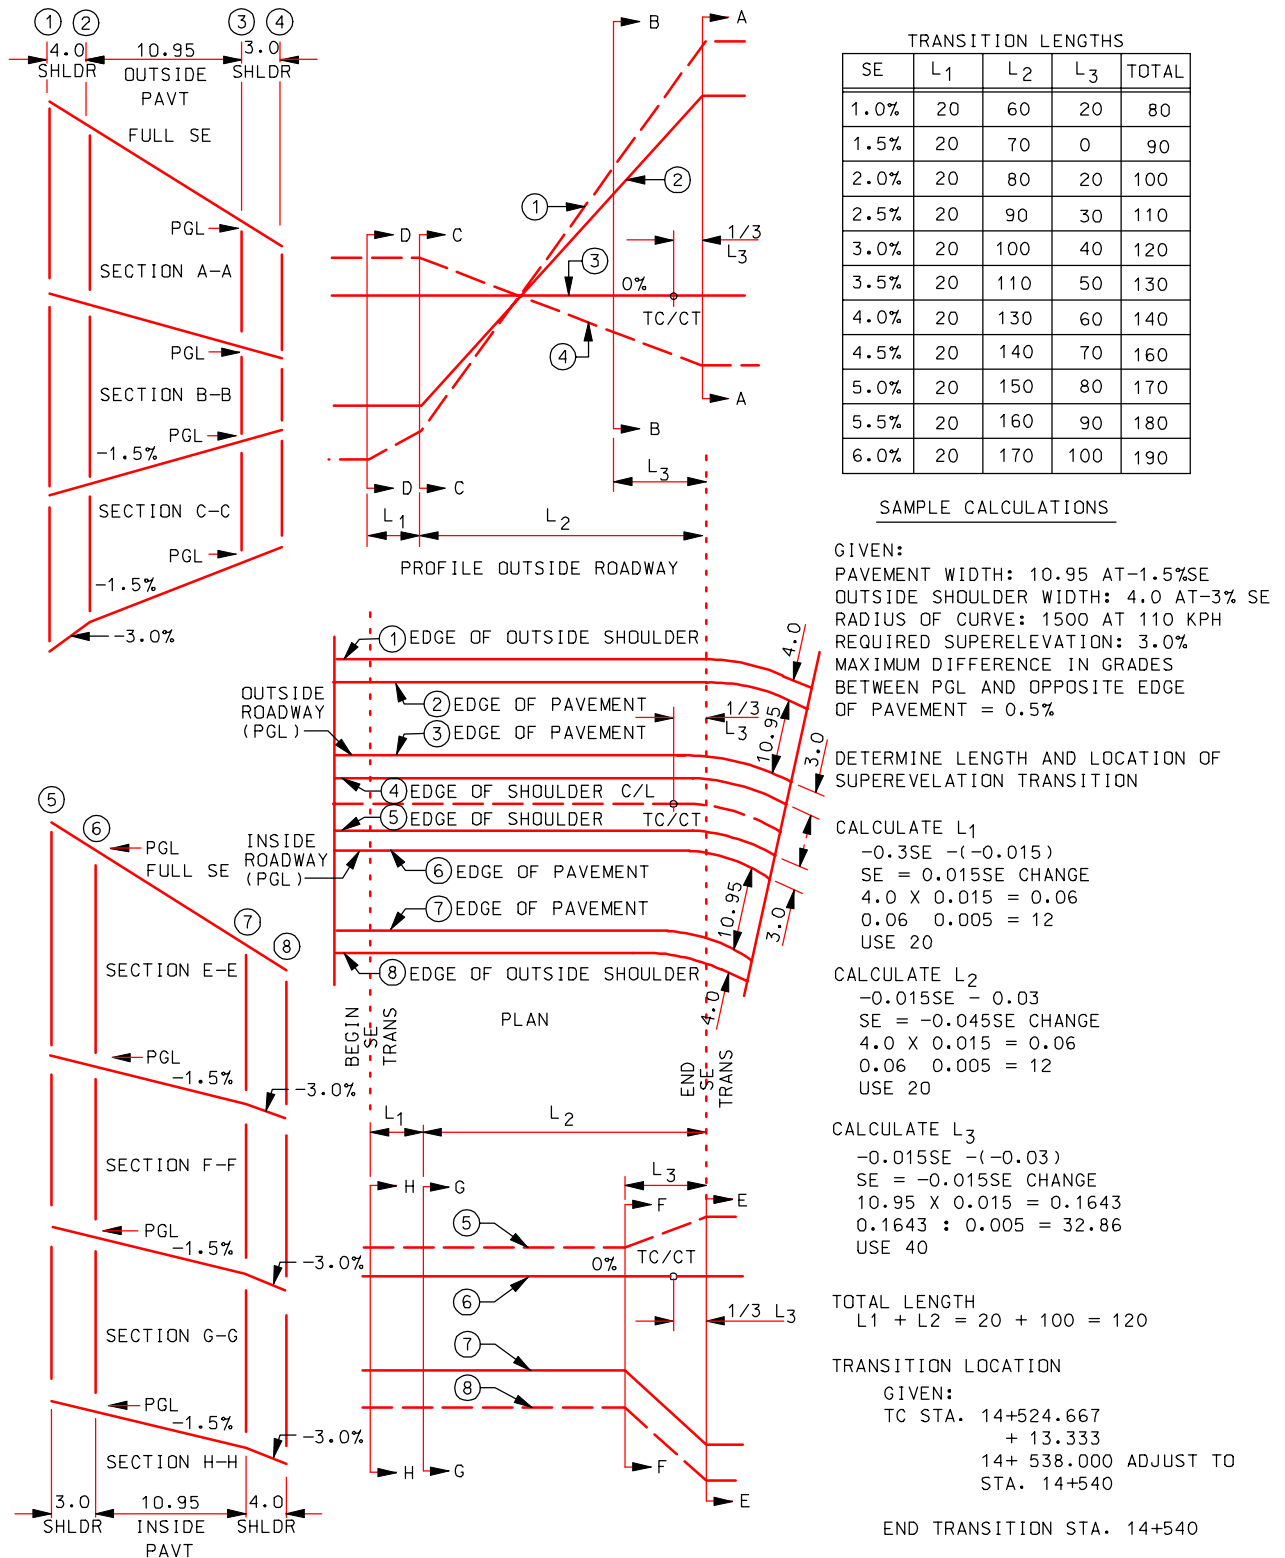 1 2 3 4
4.0 10.95 3.0
SHLDR OUTSIDE SHLDR
PAVT
FULL SE
PGL
SECTION A-A
PGL
SECTION B-B
PGL
-1.5%
SECTION C-C
PGL
-1.5%
-3.0%
B A
1
2
D C
3
0%
1/3
L3
TC/CT
4
A
B
D C
L3
L1 L2
PROFILE OUTSIDE ROADWAY
TRANSITION LENGTHS
SE L1 L2 L3 TOTAL
1.0% 20 60 20 80
1.5% 20 70 0 90
2.0% 20 80 20 100
2.5% 20 90 30 110
3.0% 20 100 40 120
3.5% 20 110 50 130
4.0% 20 130 60 140
4.5% 20 140 70 160
5.0% 20 150 80 170
5.5% 20 160 90 180
6.0% 20 170 100 190
SAMPLE CALCULATIONS
GIVEN:
PAVEMENT WIDTH: 10.95 AT-1.5%SE
OUTSIDE SHOULDER WIDTH: 4.0 AT-3% SE
RADIUS OF CURVE: 1500 AT 110 KPH
REQUIRED SUPERELEVATION: 3.0%
MAXIMUM DIFFERENCE IN GRADES
BETWEEN PGL AND OPPOSITE EDGE
OF PAVEMENT = 0.5%
DETERMINE LENGTH AND LOCATION OF
SUPEREVELATION TRANSITION
CALCULATE L1
-0.3SE -(-0.015)
SE = 0.015SE CHANGE
4.0 X 0.015 = 0.06
0.06 0.005 = 12
USE 20
CALCULATE L2
-0.015SE - 0.03
SE = -0.045SE CHANGE
4.0 X 0.015 = 0.06
0.06 0.005 = 12
USE 20
CALCULATE L3
-0.015SE -(-0.03)
SE = -0.015SE CHANGE
10.95 X 0.015 = 0.1643
0.1643 : 0.005 = 32.86
USE 40
TOTAL LENGTH
L1 + L2 = 20 + 100 = 120
TRANSITION LOCATION
GIVEN:
TC STA. 14+524.667
+ 13.333
14+ 538.000 ADJUST TO
STA. 14+540
END TRANSITION STA. 14+540
1 EDGE OF OUTSIDE SHOULDER
2 EDGE OF PAVEMENT
OUTSIDE
ROADWAY
(PGL)
3 EDGE OF PAVEMENT
4 EDGE OF SHOULDER C/L
5 EDGE OF SHOULDER
TC/CT
1/3
L3
INSIDE
ROADWAY
(PGL)
6 EDGE OF PAVEMENT
7 EDGE OF PAVEMENT
8 EDGE OF OUTSIDE SHOULDER
4.0
10.95
3.0
10.95
3.0
4.0
PLAN
BEGIN
SE
TRANS
END
SE
TRANS
5
6
PGL
FULL SE
7
8
SECTION E-E
PGL
-1.5%
-3.0%
SECTION F-F
PGL
-1.5%
-3.0%
SECTION G-G
PGL
-1.5%
-3.0%
SECTION H-H
3.0 10.95 4.0
SHLDR INSIDE SHLDR
PAVT
L1 L2
L3
H G
F E
5
TC/CT
0%
6
1/3 L3
7
8
H G
F
E